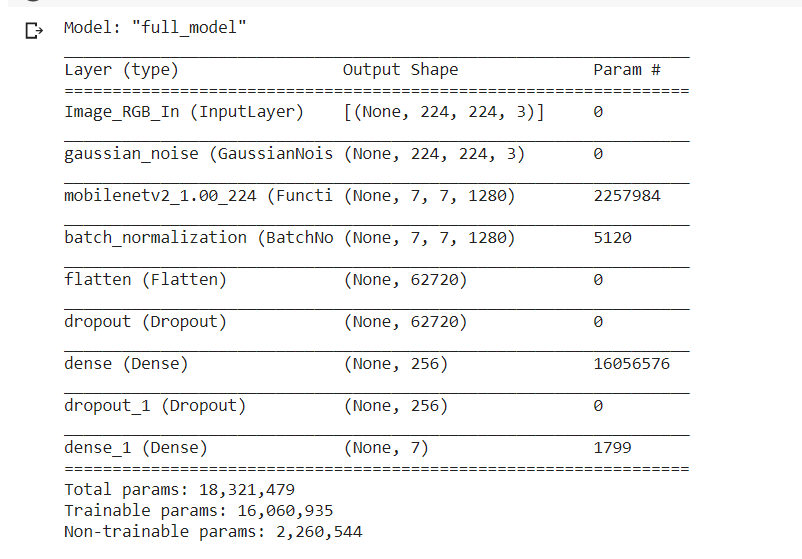 Model: "full_model"
Layer (type) Output Shape Param #
Image_RGB_In (InputLayer) [(None, 224, 224, 3)] 0
gaussian_noise (GaussianNois (None, 224, 224, 3) 0
mobilenetv2_1.00_224 (Functi (None, 7, 7, 1280) 2257984
batch_normalization (BatchNo (None, 7, 7, 1280) 5120
flatten (Flatten) (None, 62720) 0
dropout (Dropout) (None, 62720) 0
dense (Dense) (None, 256) 16056576
dropout_1 (Dropout) (None, 256) 0
dense_1 (Dense) (None, 7) 1799
Total params: 18,321,479
Trainable params: 16,060,935
Non-trainable params: 2,260,544